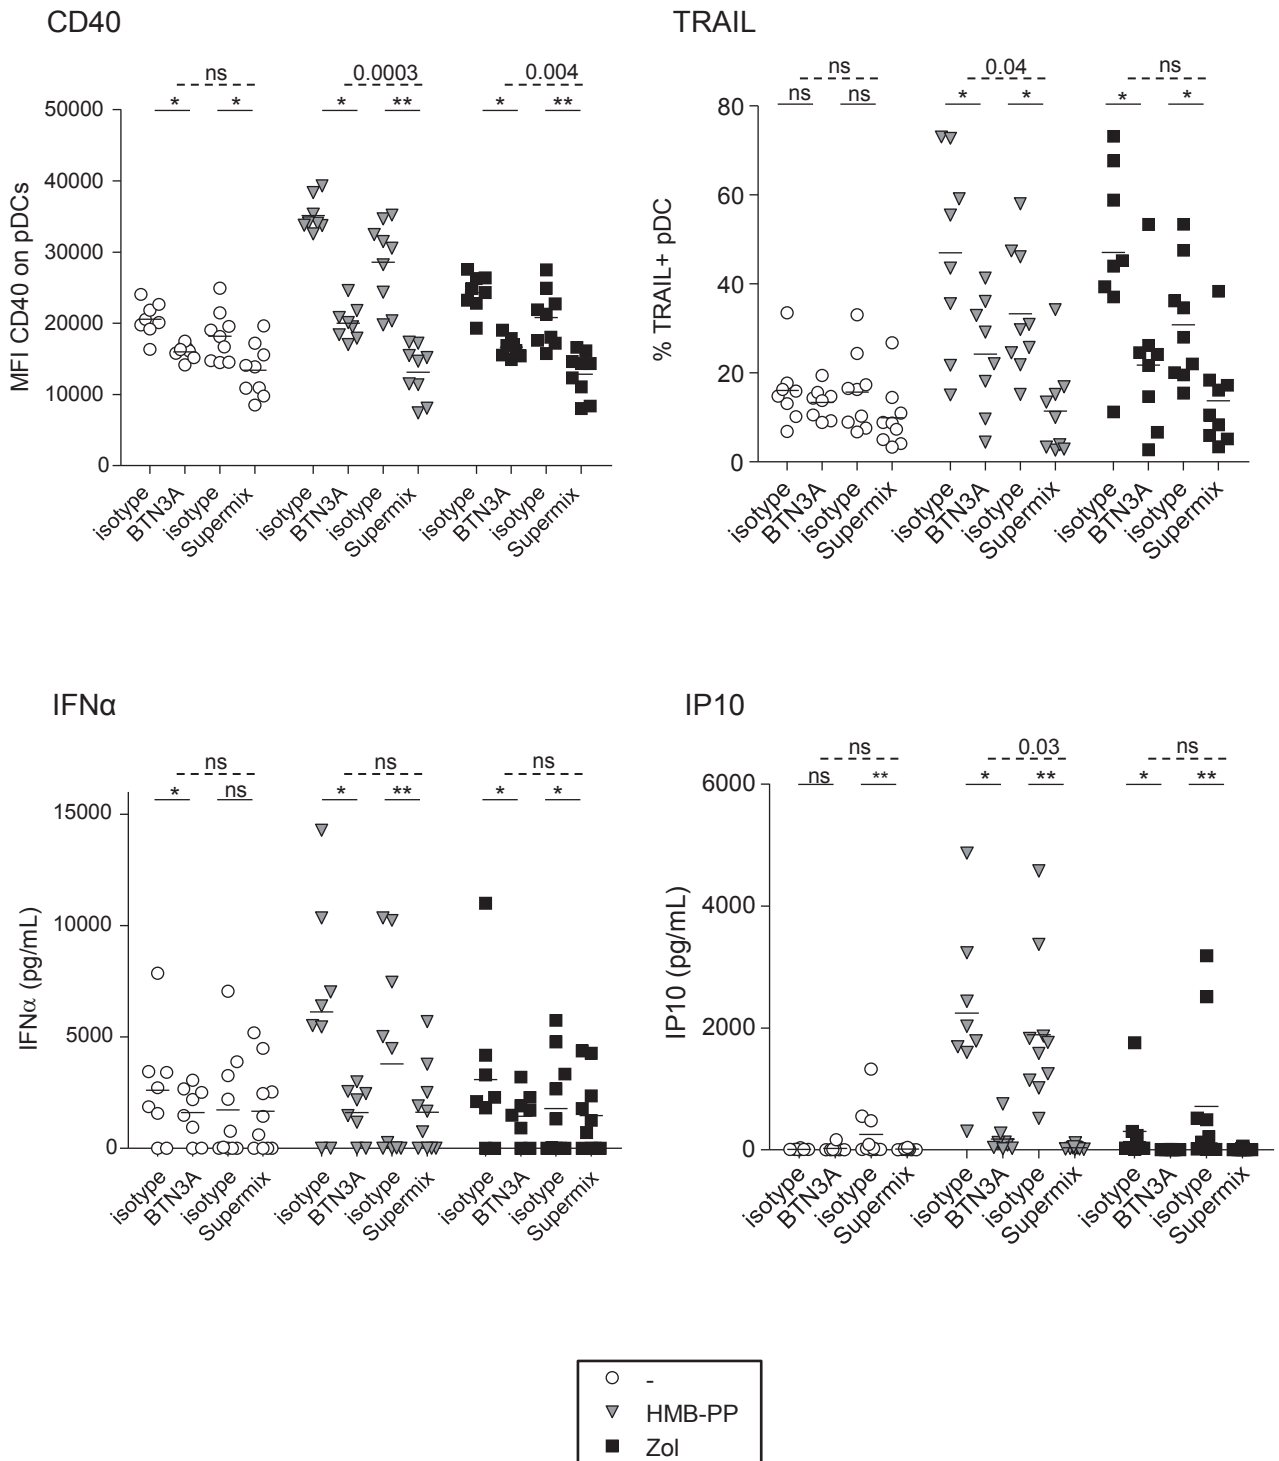 CD40
ns
0.0003
0.004
* * * ** * **
MFI CD40 on pDCs
50000
40000
30000
20000
10000
0
isotype BTN3A isotype Supermix isotype BTN3A isotype Supermix isotype BTN3A isotype Supermix
TRAIL
ns
0.04
ns
ns ns * * * *
% TRAIL+ pDC
80
60
40
20
0
isotype BTN3A isotype Supermix isotype BTN3A isotype Supermix isotype BTN3A isotype Supermix
IFNα
ns
ns
ns
* ns * ** * *
IFNα (pg/mL)
15000
10000
5000
0
isotype BTN3A isotype Supermix isotype BTN3A isotype Supermix isotype BTN3A isotype Supermix
IP10
ns
0.03
ns
ns ** * ** * **
IP10 (pg/mL)
6000
4000
2000
0
isotype BTN3A isotype Supermix isotype BTN3A isotype Supermix isotype BTN3A isotype Supermix
-
HMB-PP
Zol